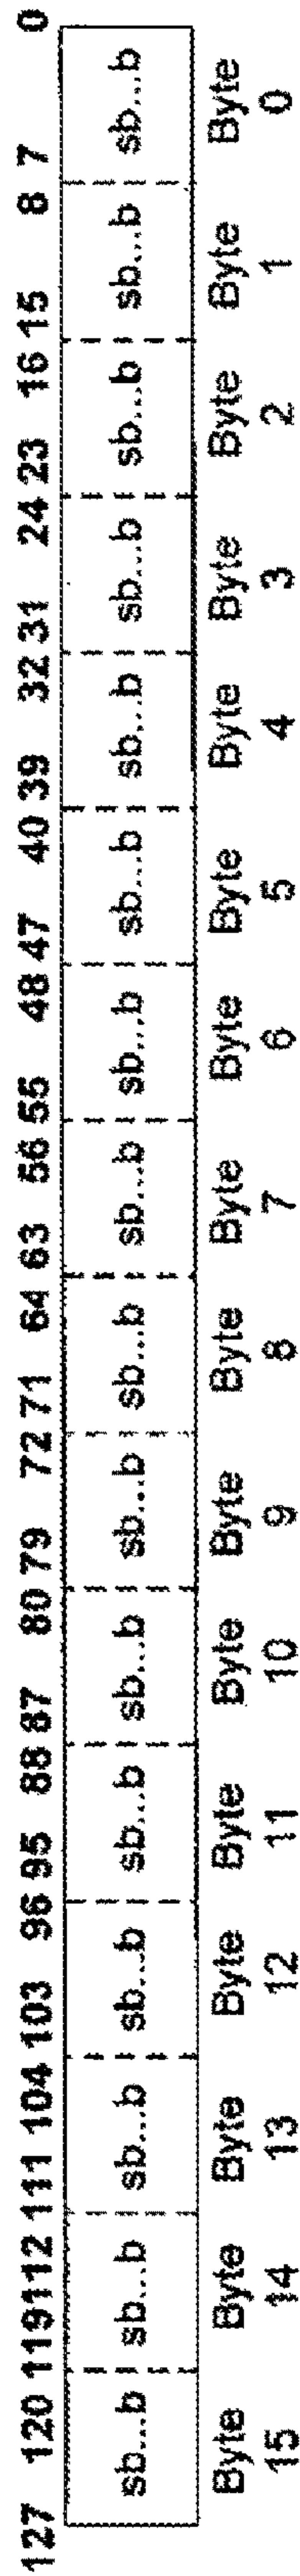 127 120 119 112 111 104 103 96 95 88 87 80 79 72 71 64 63 56 55 48 47 40 39 32 31 24 23 16 15 8 7 0
sb...b sb...b sb...b sb...b sb...b sb...b sb...b sb...b sb...b sb...b sb...b sb...b sb...b sb...b sb...b sb...b
Byte Byte Byte Byte Byte Byte Byte Byte Byte Byte Byte Byte Byte Byte Byte Byte
15 14 13 12 11 10 9 8 7 6 5 4 3 2 1 0